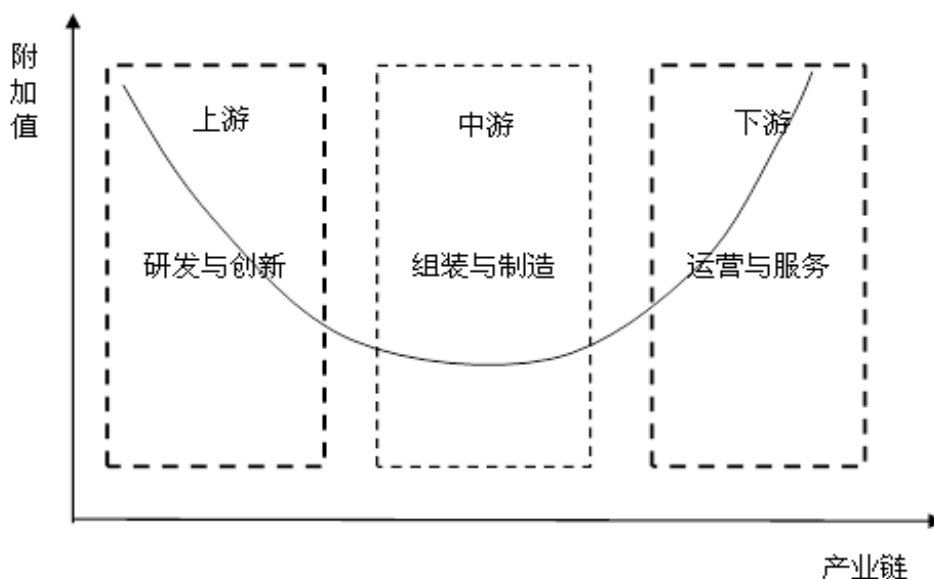 附
加
值
上游
中游
下游
研发与创新
组装与制造
运营与服务
产业链